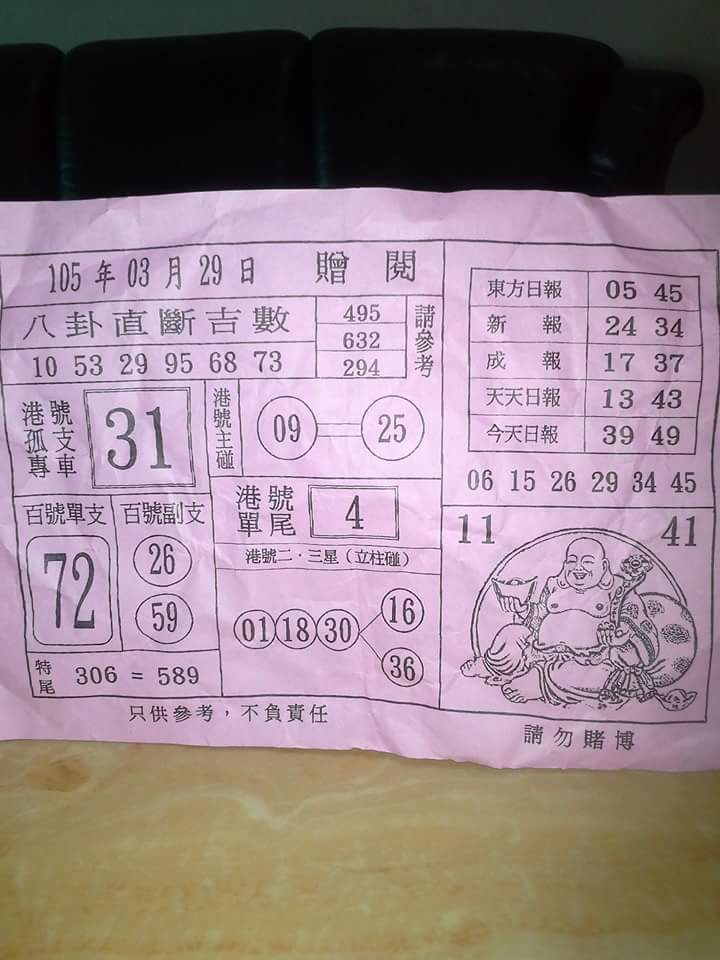 105 年 03 月 29 日 贈 閱
八卦直斷吉數
10 53 29 95 68 73
495
632
294
請參考
港號
孤支
專車
31
港號主碰
09 25
港號
單尾
4
百號單支
72
百號副支
26
59
港號二·三星(立柱碰)
01 18 30
16
36
特尾
306 = 589
東方日報 05 45
新 報 24 34
成 報 17 37
天天日報 13 43
今天日報 39 49
06 15 26 29 34 45
11 41
只供參考，不負責任
請勿賭博